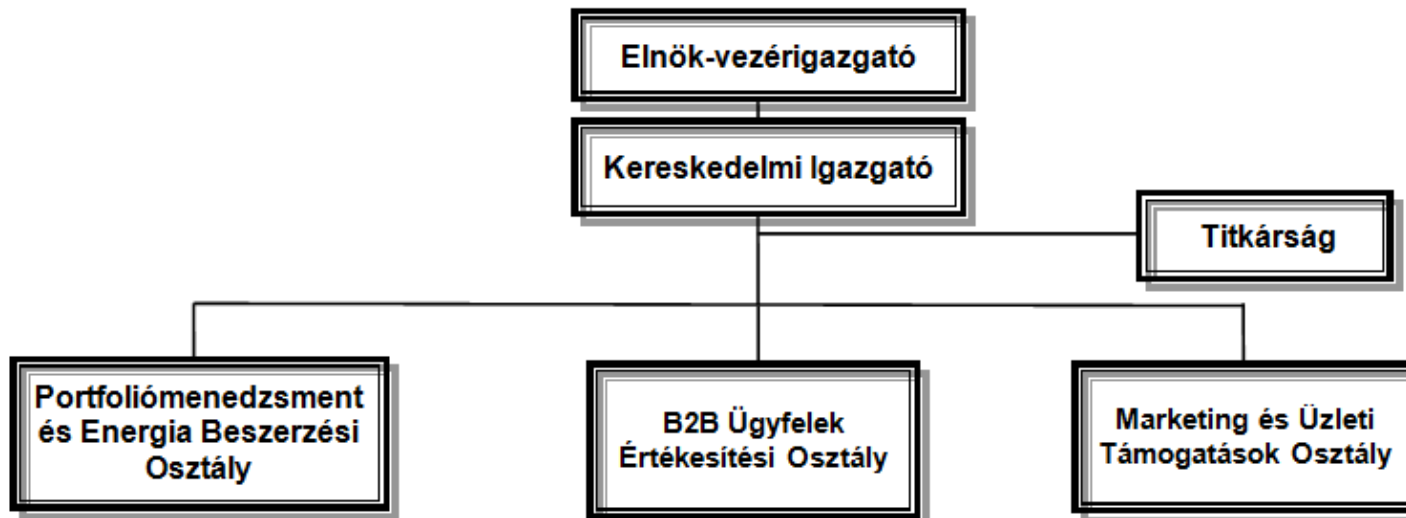 Elnök-vezérigazgató
Kereskedelmi Igazgató
Titkárság
Portfoliómenedzsment
és Energia Beszerzési
Osztály
B2B Ügyfelek
Értékesítési Osztály
Marketing és Üzleti
Támogatások Osztály